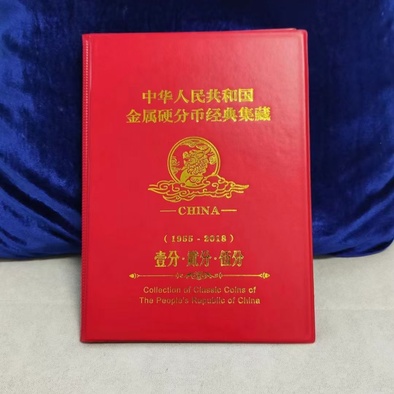 中华人民共和国
金属硬分币经典集藏
CHINA
(1955-2018)
壹分·贰分·伍分
Collection of Classic Coins of
The People's Republic of China